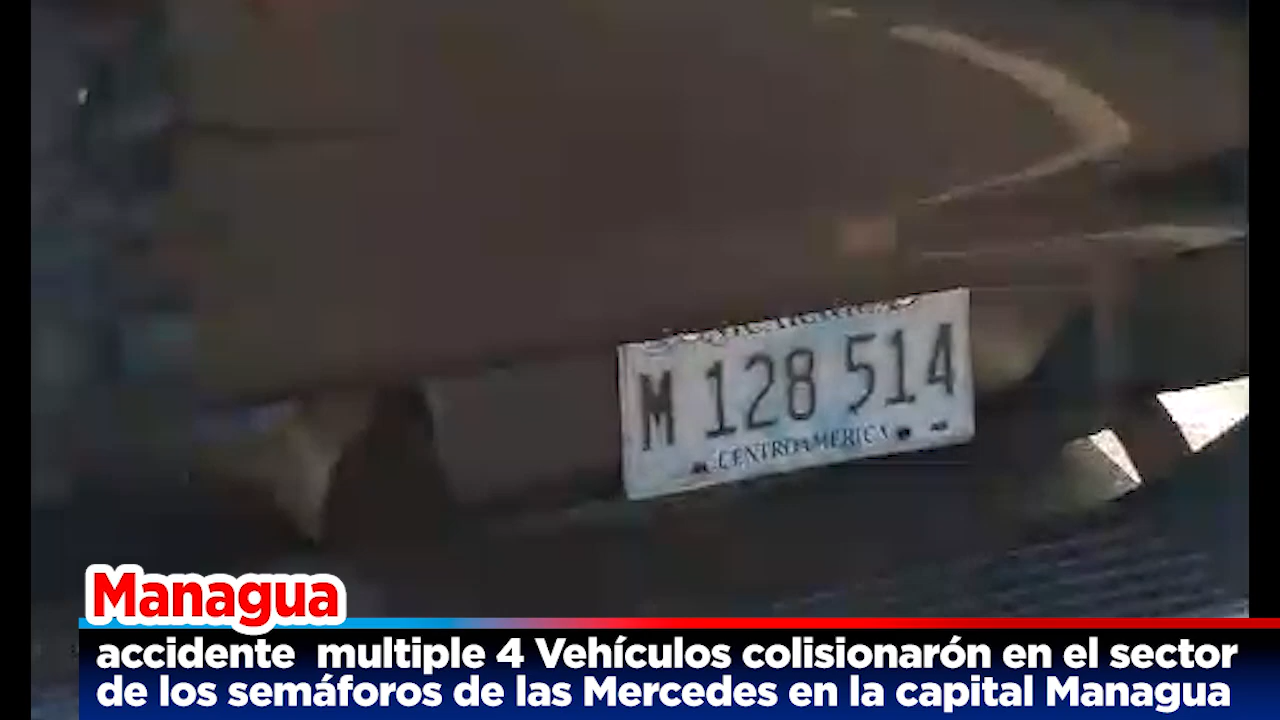 M 128 514
CENTROAMERICA
Managua
accidente multiple 4 Vehículos colisionarón en el sector
de los semáforos de las Mercedes en la capital Managua